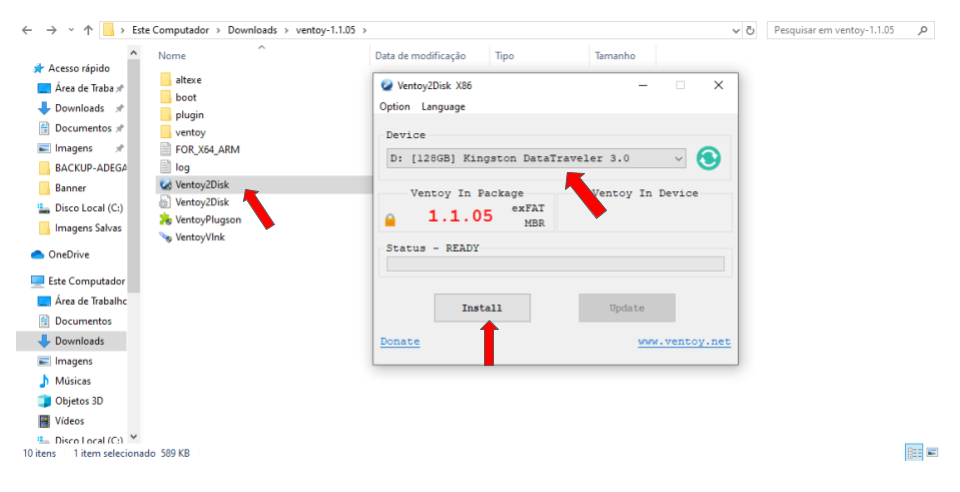 Este Computador > Downloads > ventoy-1.1.05 >
Pesquisar em ventoy-1.1.05
Nome
Data de modificação
Tipo
Tamanho
Acesso rápido
Área de Traba
Downloads
Documentos
Imagens
BACKUP-ADEGA
Banner
Disco Local (C:)
Imagens Salvas
OneDrive
Este Computador
Área de Trabalho
Documentos
Downloads
Imagens
Músicas
Objetos 3D
Vídeos
Disco Local (C:)
altexe
boot
plugin
ventoy
FOR_X64_ARM
log
Ventoy2Disk
Ventoy2Disk
VentoyPlugson
VentoyVlnk
Ventoy2Disk X86
Option Language
Device
D: [128GB] Kingston DataTraveler 3.0
Ventoy In Package
Ventoy In Device
1.1.05
exFAT
MBR
Status - READY
Install
Update
Donate
www.ventoy.net
10 itens
1 item selecionado 589 KB